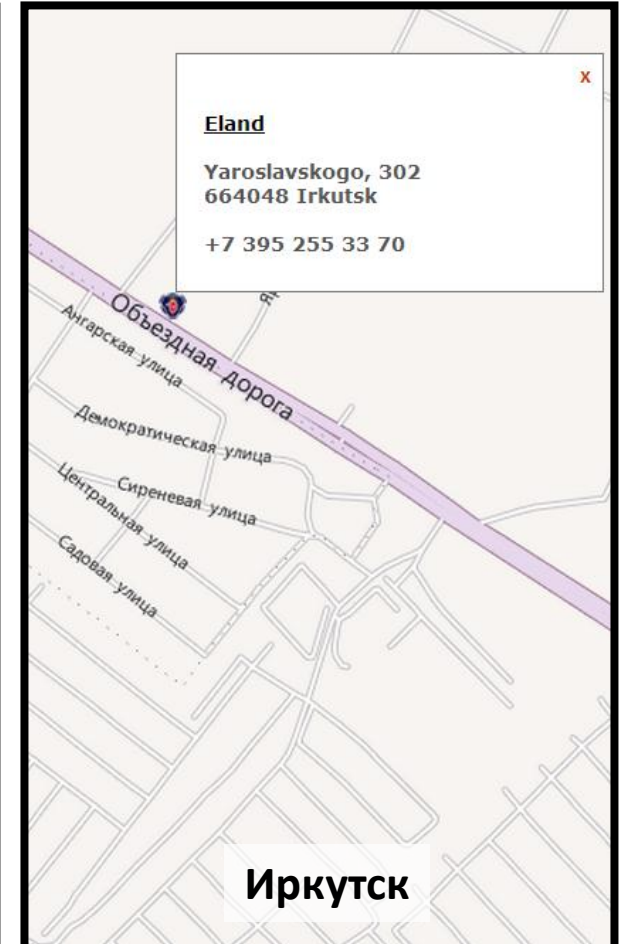 x
Eland
Yaroslavskogo, 302
664048 Irkutsk
+7 395 255 33 70
Объездная дорога
Ангарская улица
Демократическая улица
Сиреневая улица
Центральная улица
Садовая улица
Иркутск